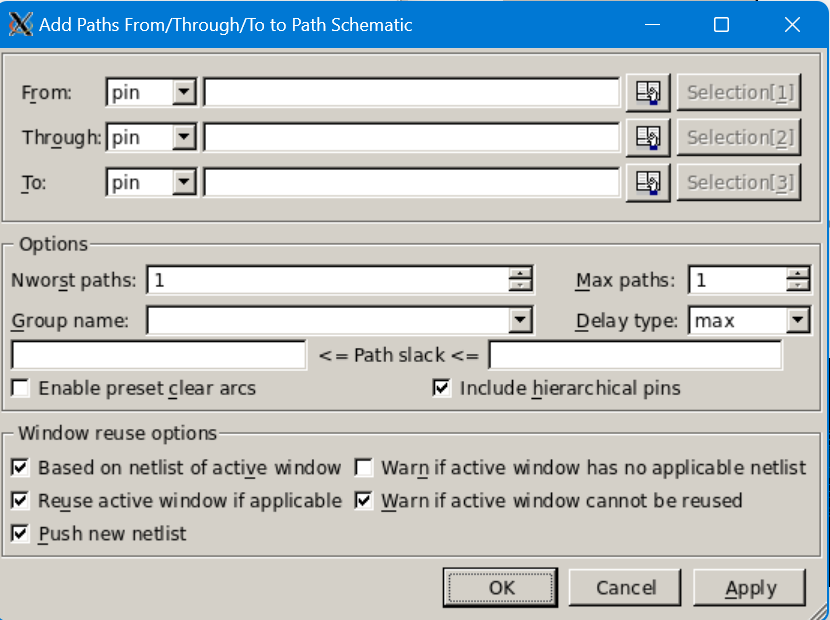 Add Paths From/Through/To to Path Schematic
From: pin Selection[1]
Through: pin Selection[2]
To: pin Selection[3]
Options
Nworst paths: 1 Max paths: 1
Group name: Delay type: max
<= Path slack <=
Enable preset clear arcs Include hierarchical pins
Window reuse options
Based on netlist of active window Warn if active window has no applicable netlist
Reuse active window if applicable Warn if active window cannot be reused
Push new netlist
OK Cancel Apply